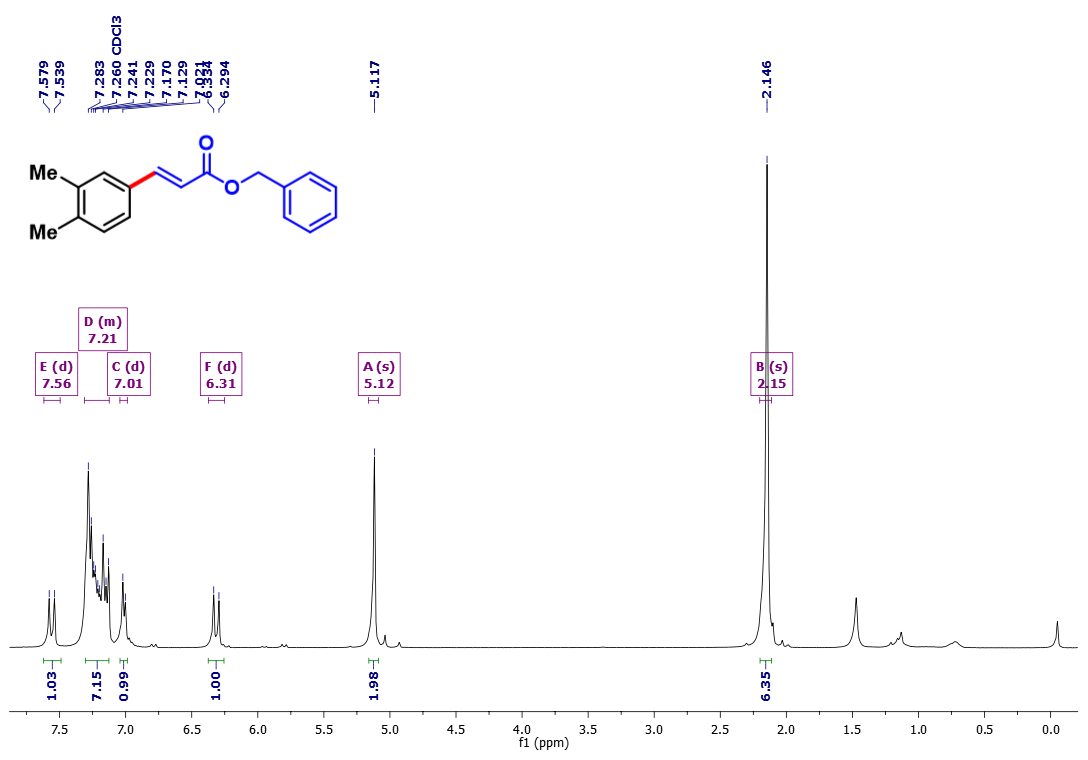 7.579
7.539
7.283
7.260 CDCl3
7.241
7.229
7.170
7.129
7.021
6.334
6.294
5.117
2.146
O
Me
O
Me
D (m)
7.21
E (d)
7.56
C (d)
7.01
F (d)
6.31
A (s)
5.12
B (s)
2.15
1.03
7.15
0.99
1.00
1.98
6.35
7.5 7.0 6.5 6.0 5.5 5.0 4.5 4.0 3.5 3.0 2.5 2.0 1.5 1.0 0.5 0.0
f1 (ppm)